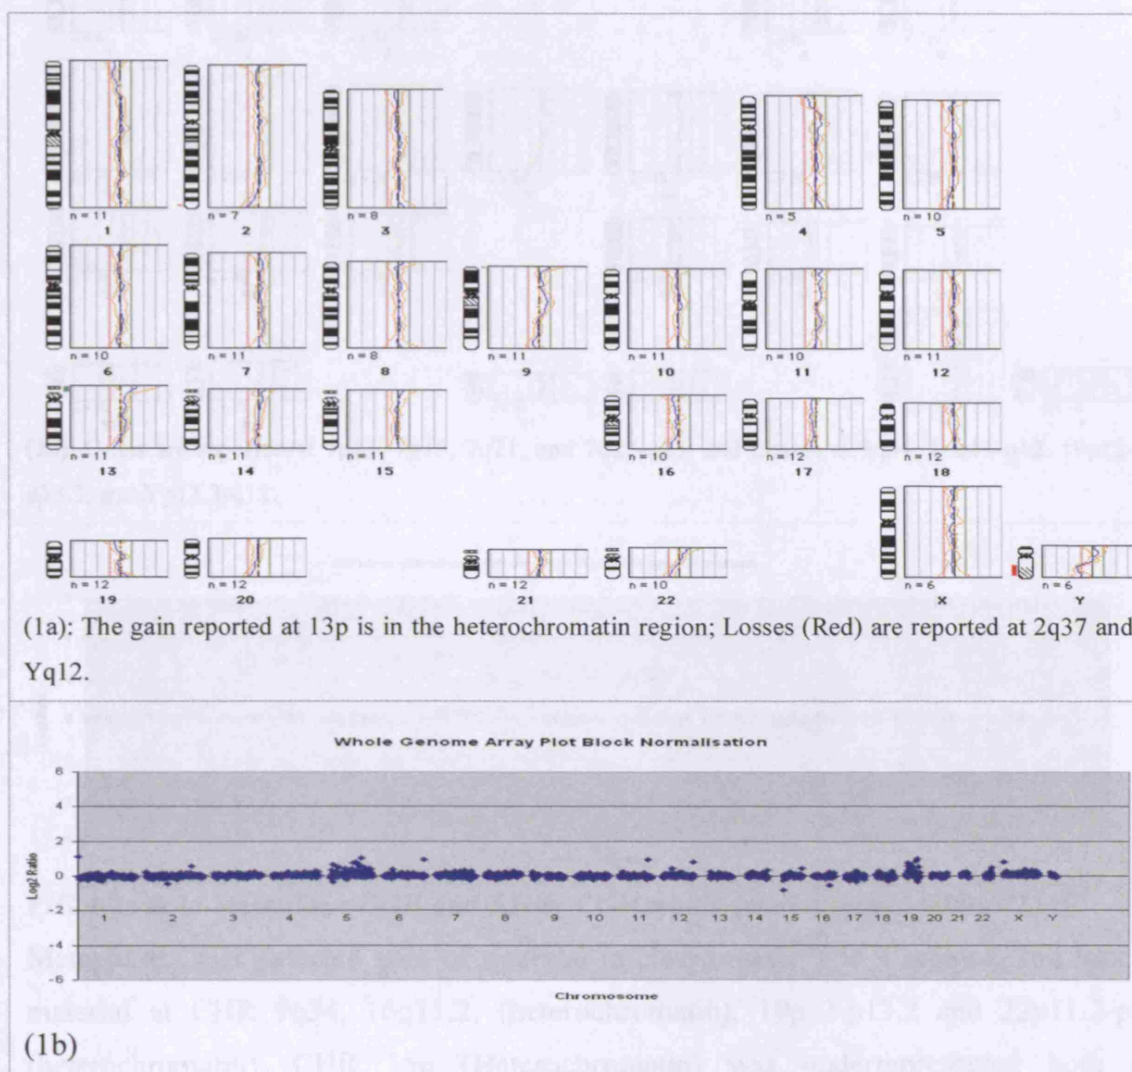 n = 11
1
n = 7
2
n = 8
3
n = 5
4
n = 10
5
n = 10
6
n = 11
7
n = 8
8
n = 11
9
n = 11
10
n = 10
11
n = 11
12
n = 11
13
n = 11
14
n = 11
15
n = 10
16
n = 12
17
n = 12
18
n = 12
19
n = 12
20
n = 12
21
n = 10
22
n = 6
X
n = 6
Y
(1a); The gain reported at 13p is in the heterochromatin region; Losses (Red) are reported at 2q37 and
Yq12.
Whole Genome Array Plot Block Normalisation
6
4
2
0
-2
-4
-6
Log2 Ratio
1 2 3 4 5 6 7 8 9 10 11 12 13 14 15 16 17 18 19 20 21 22 X Y
Chromosome
(1b)